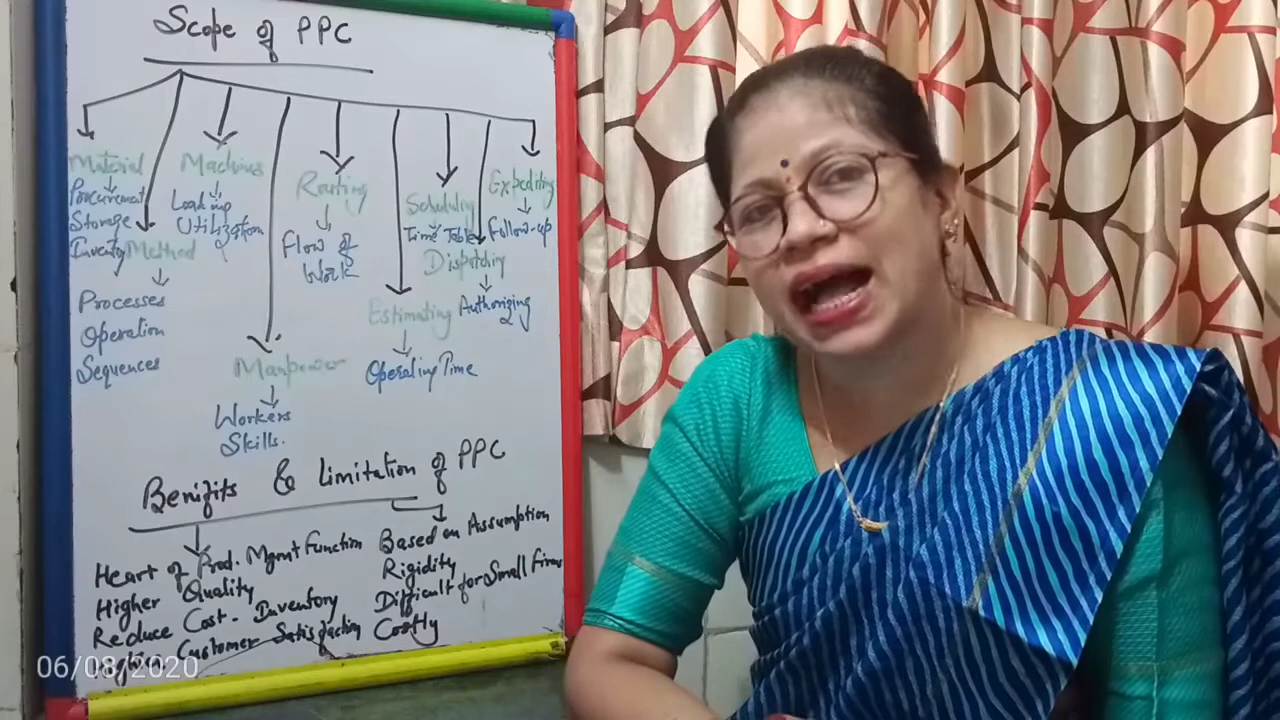 Scope of PPC
Material
Procurement
Storage
Inventory
Method
Processes
Operation
Sequences
Machines
Loading
Utilization
Manpower
Workers
Skills.
Routing
Flow of
Work
Estimating
Operating Time
Scheduling
Time Table
Dispatching
Authorizing
Expediting
Follow-up
Benifits & Limitation of PPC
Heart of Prod. Mgmt Function
Higher Quality
Reduce Cost - Inventory
Higher Customer Satisfaction
Based on Assumption
Rigidity
Difficult for Small Firms
Costly
06/08/2020